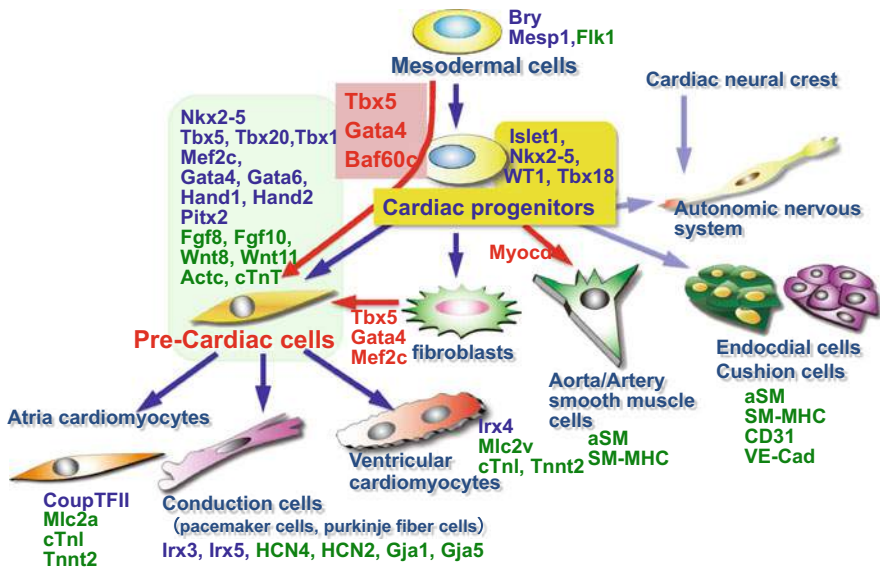 Bry
Mesp1,Flk1
Mesodermal cells
Cardiac neural crest
Nkx2-5
Tbx5, Tbx20,Tbx1
Mef2c,
Gata4, Gata6,
Hand1, Hand2
Pitx2
Fgf8, Fgf10,
Wnt8, Wnt11
Actc, cTnT
Tbx5
Gata4
Baf60c
Islet1,
Nkx2-5,
WT1, Tbx18
Cardiac progenitors
Autonomic nervous
system
Myocd
Pre-Cardiac cells
Tbx5
Gata4
Mef2c
fibroblasts
Aorta/Artery
smooth muscle
cells
aSM
SM-MHC
Endocdial cells
Cushion cells
aSM
SM-MHC
CD31
VE-Cad
Atria cardiomyocytes
CoupTFII
Mlc2a
cTnl
Tnnt2
Conduction cells
(pacemaker cells, purkinje fiber cells)
Irx3, Irx5, HCN4, HCN2, Gja1, Gja5
Ventricular
cardiomyocytes
Irx4
Mlc2v
cTnl, Tnnt2